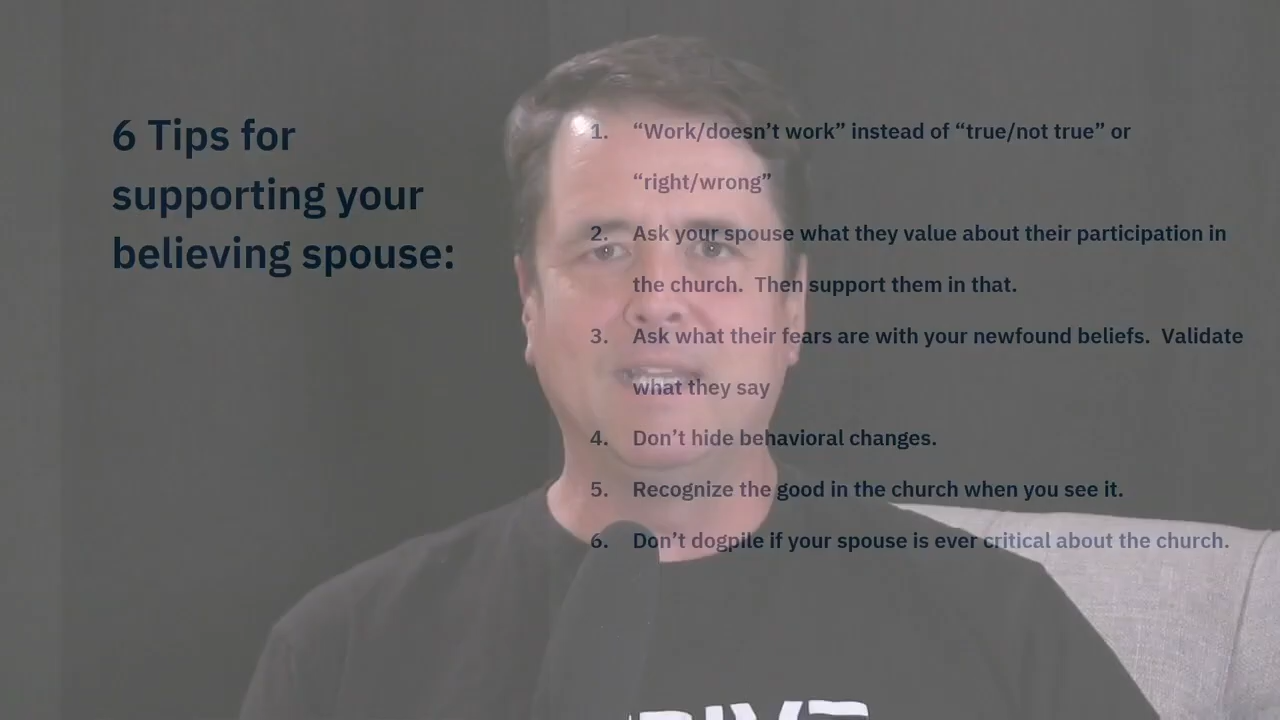 6 Tips for
supporting your
believing spouse:
1. “Work/doesn’t work” instead of “true/not true” or
“right/wrong”
2. Ask your spouse what they value about their participation in
the church.  Then support them in that.
3. Ask what their fears are with your newfound beliefs.  Validate
what they say
4. Don’t hide behavioral changes.
5. Recognize the good in the church when you see it.
6. Don’t dogpile if your spouse is ever critical about the church.